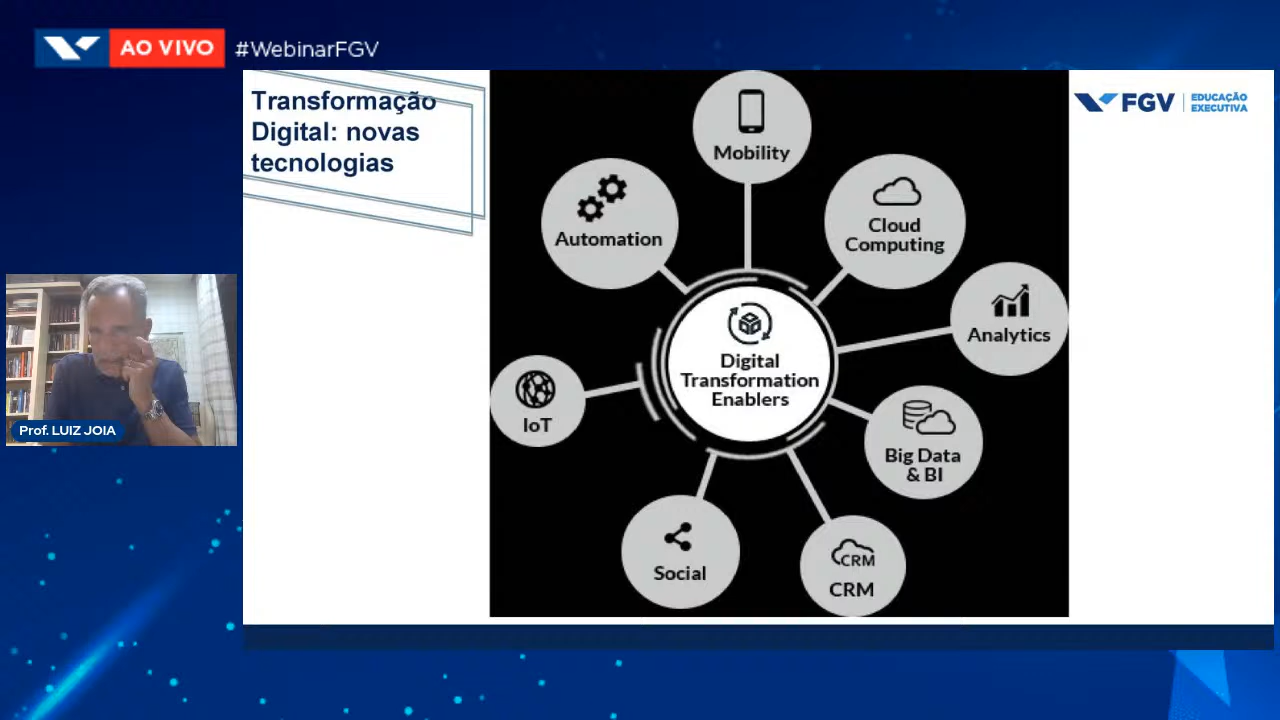 AO VIVO #WebinarFGV
Transformação
Digital: novas
tecnologias
FGV EDUCAÇÃO
EXECUTIVA
Mobility
Automation
Cloud
Computing
Analytics
Digital
Transformation
Enablers
IoT
Big Data
& BI
Social
CRM
CRM
Prof. LUIZ JOIA